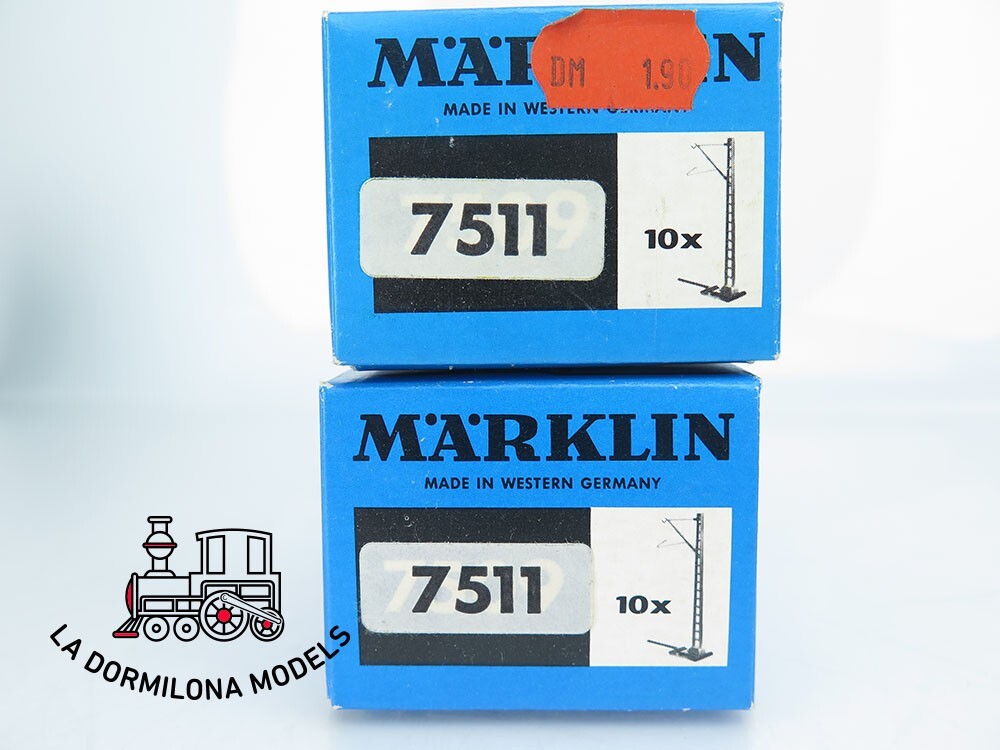 MÄRKLIN
DM 1.90
MADE IN WESTERN GERMANY
7511
10x
MÄRKLIN
MADE IN WESTERN GERMANY
7511
10x
LA DORMILONA MODELS